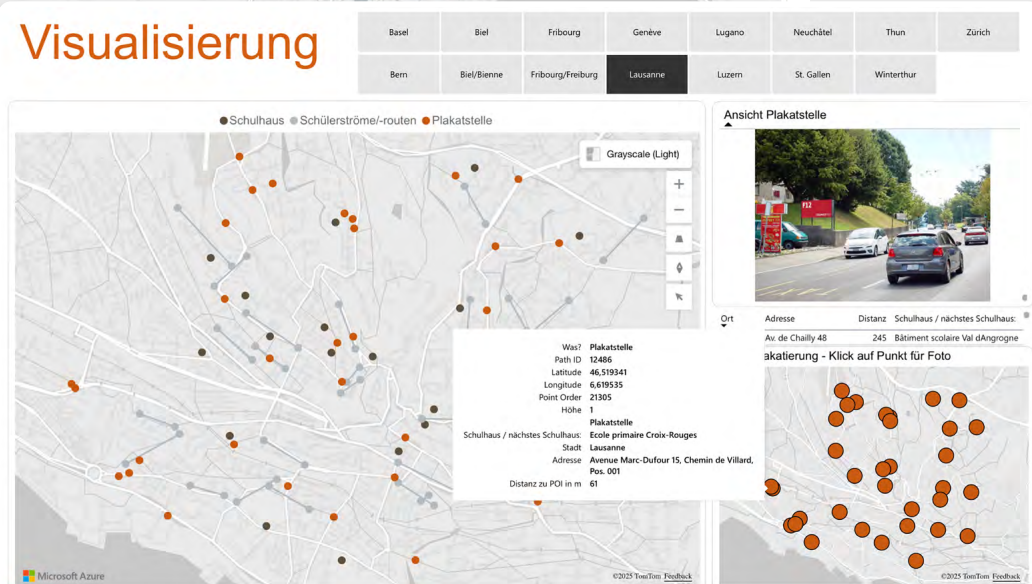 Visualisierung
Basel
Biel
Fribourg
Genève
Lugano
Neuchâtel
Thun
Zürich
Bern
Biel/Bienne
Fribourg/Freiburg
Lausanne
Luzern
St. Gallen
Winterthur
Schulhaus
Schülerströme/-routen
Plakatstelle
Grayscale (Light)
Ansicht Plakatstelle
F12
Ort
Adresse
Distanz
Schulhaus / nächstes Schulhaus:
Av. de Chailly 48
245
Bâtiment scolaire Val dAngrogne
akatierung - Klick auf Punkt für Foto
Was? Plakatstelle
Path ID 12486
Latitude 46,519341
Longitude 6,619535
Point Order 21305
Höhe 1
Plakatstelle
Schulhaus / nächstes Schulhaus: Ecole primaire Croix-Rouges
Stadt Lausanne
Adresse Avenue Marc-Dufour 15, Chemin de Villard,
Pos. 001
Distanz zu POI in m 61
Microsoft Azure
©2025 TomTom Feedback
©2025 TomTom Feedback